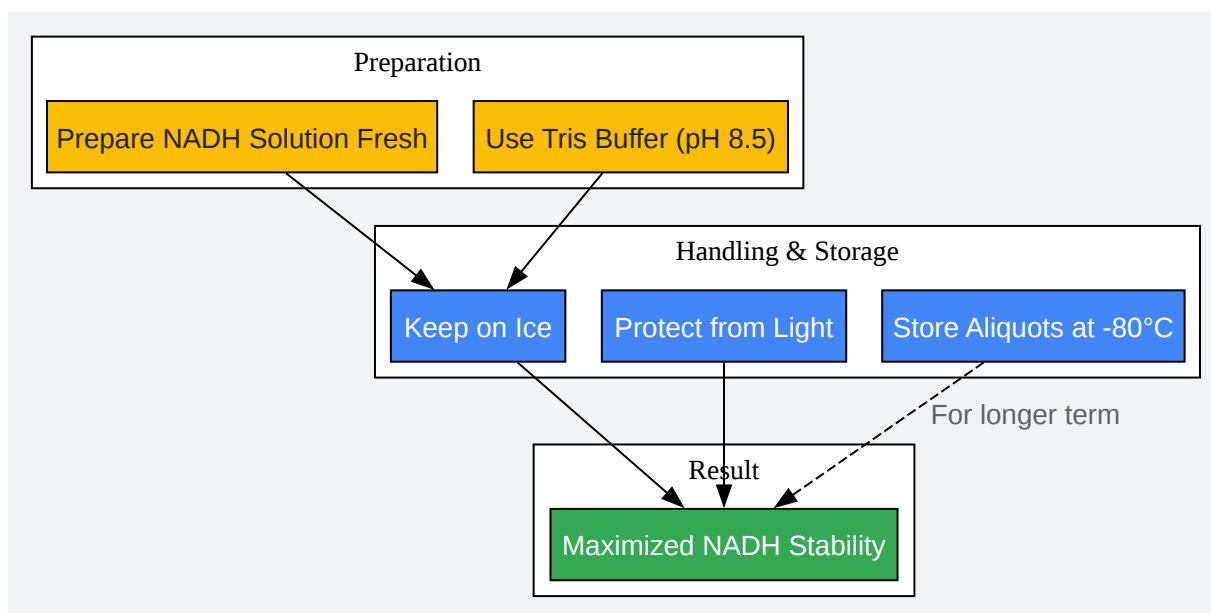 Preparation
Prepare NADH Solution Fresh
Use Tris Buffer (pH 8.5)
Handling & Storage
Keep on Ice
Protect from Light
Store Aliquots at -80°C
For longer term
Result
Maximized NADH Stability